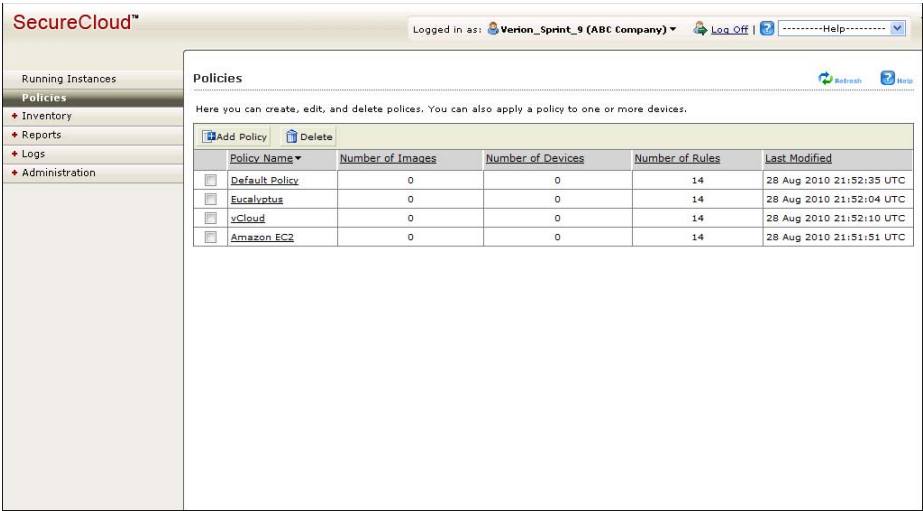 SecureCloud™
Logged in as: Verion_Sprint_9 (ABC Company) Log Off | ---------Help---------
Running Instances
Policies
Inventory
Reports
Logs
Administration
Policies
Refresh Help
Here you can create, edit, and delete polices. You can also apply a policy to one or more devices.
Add Policy Delete
Policy Name Number of Images Number of Devices Number of Rules Last Modified
Default Policy 0 0 14 28 Aug 2010 21:52:35 UTC
Eucalyptus 0 0 14 28 Aug 2010 21:52:04 UTC
vCloud 0 0 14 28 Aug 2010 21:52:10 UTC
Amazon EC2 0 0 14 28 Aug 2010 21:51:51 UTC